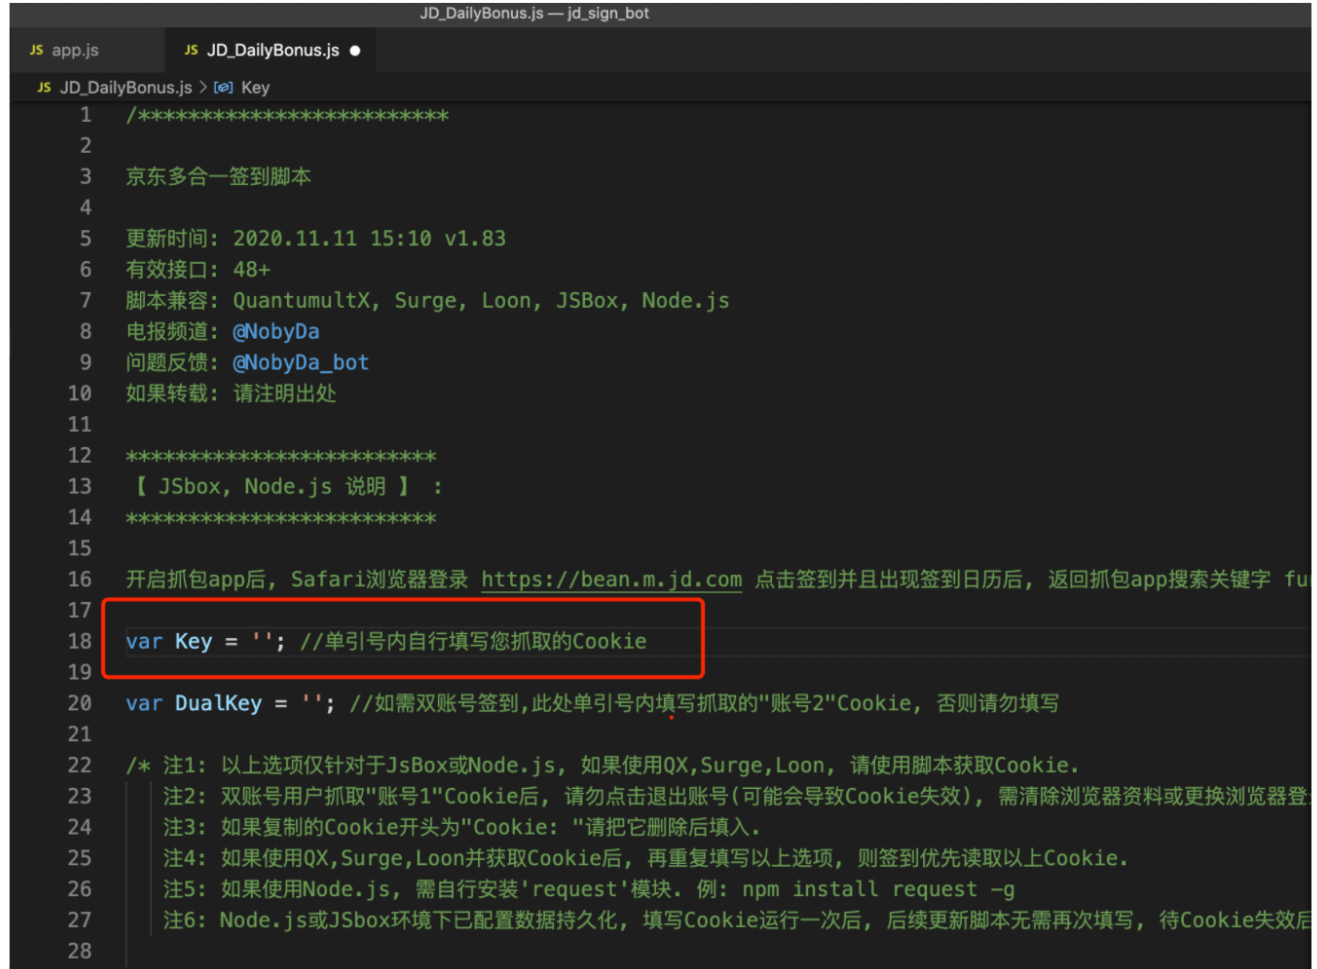 JD_DailyBonus.js — jd_sign_bot
JS app.js JS JD_DailyBonus.js ●
JS JD_DailyBonus.js > Key
1 /*************************
2
3 京东多合一签到脚本
4
5 更新时间: 2020.11.11 15:10 v1.83
6 有效接口: 48+
7 脚本兼容: QuantumultX, Surge, Loon, JSBox, Node.js
8 电报频道: @NobyDa
9 问题反馈: @NobyDa_bot
10 如果转载: 请注明出处
11
12 *************************
13 【 JSbox, Node.js 说明 】 :
14 *************************
15
16 开启抓包app后, Safari浏览器登录 https://bean.m.jd.com 点击签到并且出现签到日历后, 返回抓包app搜索关键字 fu
17
18 var Key = ''; //单引号内自行填写您抓取的Cookie
19
20 var DualKey = ''; //如需双账号签到,此处单引号内填写抓取的"账号2"Cookie, 否则请勿填写
21
22 /* 注1: 以上选项仅针对于JsBox或Node.js, 如果使用QX,Surge,Loon, 请使用脚本获取Cookie.
23 注2: 双账号用户抓取"账号1"Cookie后, 请勿点击退出账号(可能会导致Cookie失效), 需清除浏览器资料或更换浏览器登
24 注3: 如果复制的Cookie开头为"Cookie: "请把它删除后填入.
25 注4: 如果使用QX,Surge,Loon并获取Cookie后, 再重复填写以上选项, 则签到优先读取以上Cookie.
26 注5: 如果使用Node.js, 需自行安装'request'模块. 例: npm install request -g
27 注6: Node.js或JSbox环境下已配置数据持久化, 填写Cookie运行一次后, 后续更新脚本无需再次填写, 待Cookie失效后
28